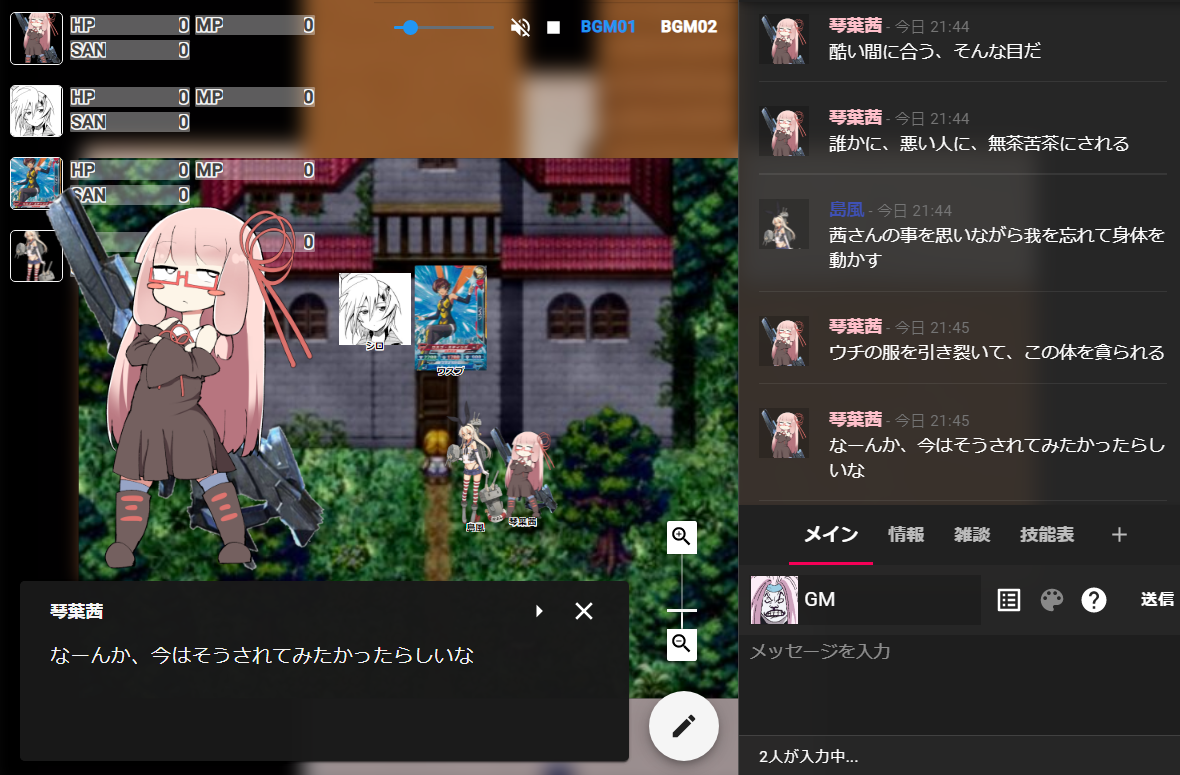 HP 0 MP 0
SAN 0
HP 0 MP 0
SAN 0
HP 0 MP 0
SAN 0
0
BGM01 BGM02
シロ
ワスプ
島風
琴葉茜
琴葉茜
なーんか、今はそうされてみたかったらしいな
琴葉茜 - 今日 21:44
酷い間に合う、そんな目だ
琴葉茜 - 今日 21:44
誰かに、悪い人に、無茶苦茶にされる
島風 - 今日 21:44
茜さんの事を思いながら我を忘れて身体を
動かす
琴葉茜 - 今日 21:45
ウチの服を引き裂いて、この体を貪られる
琴葉茜 - 今日 21:45
なーんか、今はそうされてみたかったらし
いな
メイン 情報 雑談 技能表 +
GM 送信
メッセージを入力
2人が入力中...